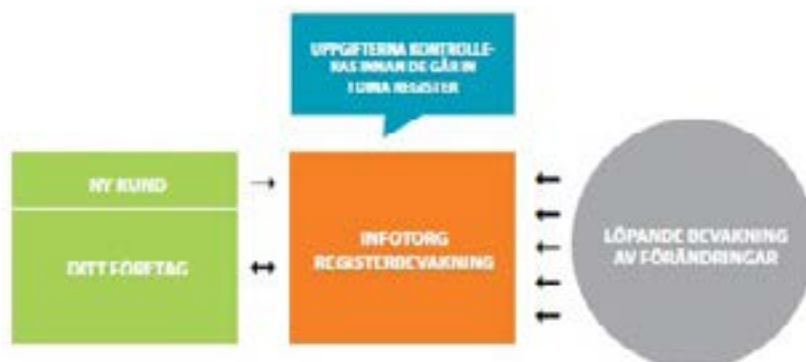 UPPGIFTERNA KONTROLLE-
RAS INNAN DE GÅR IN
I DINA REGISTER
NY KUND
DITT FÖRETAG
INFOTORG
REGISTERBEVAKNING
LÖPANDE BEVAKNING
AV FÖRÄNDRINGAR